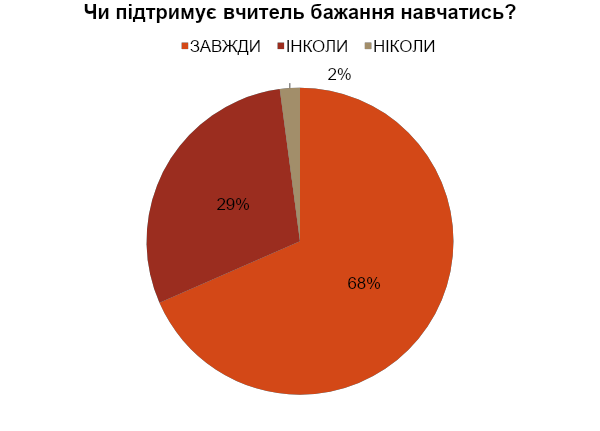 Чи підтримує вчитель бажання навчатись?
ЗАВЖДИ ІНКОЛИ НІКОЛИ
2%
29%
68%